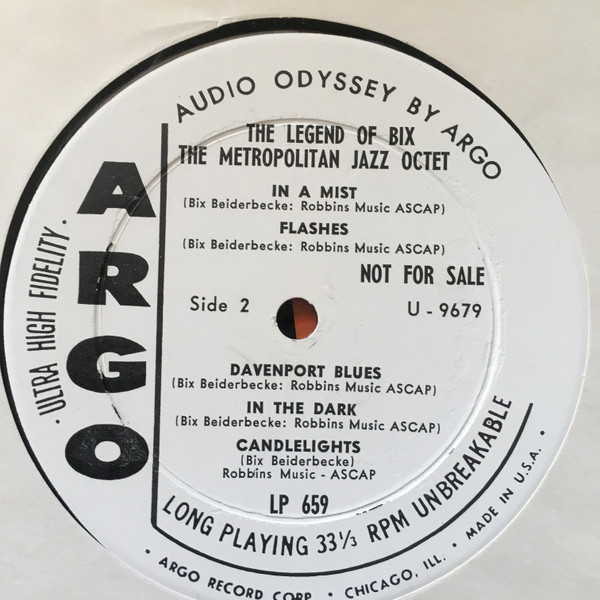 AUDIO ODYSSEY BY ARGO
THE LEGEND OF BIX
THE METROPOLITAN JAZZ OCTET
IN A MIST
(Bix Beiderbecke: Robbins Music ASCAP)
FLASHES
(Bix Beiderbecke: Robbins Music ASCAP)
NOT FOR SALE
Side 2
U - 9679
DAVENPORT BLUES
(Bix Beiderbecke: Robbins Music ASCAP)
IN THE DARK
(Bix Beiderbecke: Robbins Music ASCAP)
CANDLELIGHTS
(Bix Beiderbecke)
Robbins Music - ASCAP
LP 659
ARGO
· ULTRA HIGH FIDELITY ·
LONG PLAYING 33⅓ RPM UNBREAKABLE
· ARGO RECORD CORP. · CHICAGO, ILL. · MADE IN U.S.A. ·